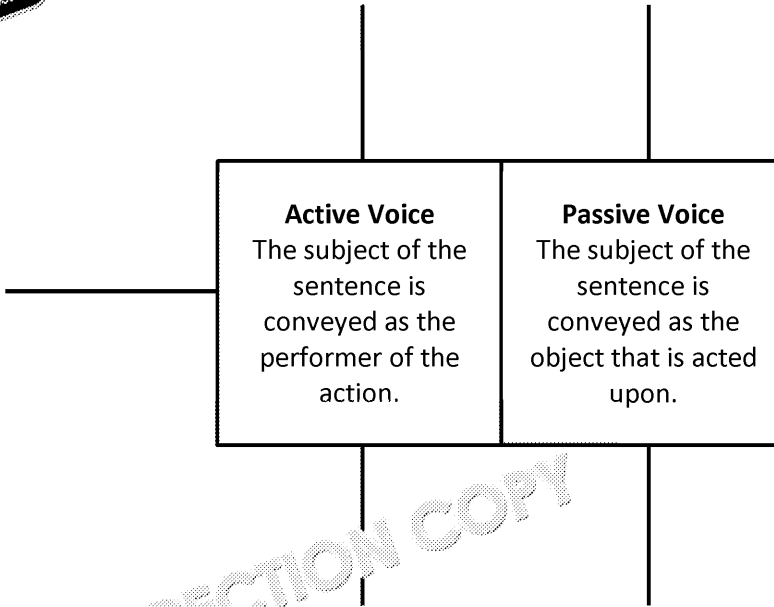 Active Voice
The subject of the
sentence is
conveyed as the
performer of the
action.
Passive Voice
The subject of the
sentence is
conveyed as the
object that is acted
upon.
COPY